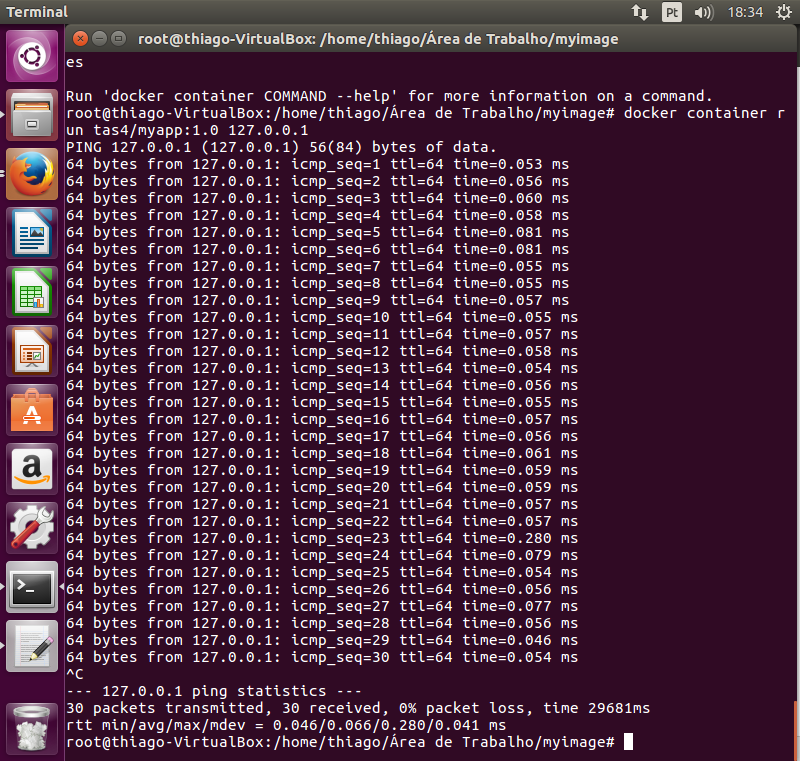 Terminal
Pt
18:34
root@thiago-VirtualBox: /home/thiago/Área de Trabalho/myimage
es
Run 'docker container COMMAND --help' for more information on a command.
root@thiago-VirtualBox:/home/thiago/Área de Trabalho/myimage# docker container r
un tas4/myapp:1.0 127.0.0.1
PING 127.0.0.1 (127.0.0.1) 56(84) bytes of data.
64 bytes from 127.0.0.1: icmp_seq=1 ttl=64 time=0.053 ms
64 bytes from 127.0.0.1: icmp_seq=2 ttl=64 time=0.056 ms
64 bytes from 127.0.0.1: icmp_seq=3 ttl=64 time=0.060 ms
64 bytes from 127.0.0.1: icmp_seq=4 ttl=64 time=0.058 ms
64 bytes from 127.0.0.1: icmp_seq=5 ttl=64 time=0.081 ms
64 bytes from 127.0.0.1: icmp_seq=6 ttl=64 time=0.081 ms
64 bytes from 127.0.0.1: icmp_seq=7 ttl=64 time=0.055 ms
64 bytes from 127.0.0.1: icmp_seq=8 ttl=64 time=0.055 ms
64 bytes from 127.0.0.1: icmp_seq=9 ttl=64 time=0.057 ms
64 bytes from 127.0.0.1: icmp_seq=10 ttl=64 time=0.055 ms
64 bytes from 127.0.0.1: icmp_seq=11 ttl=64 time=0.057 ms
64 bytes from 127.0.0.1: icmp_seq=12 ttl=64 time=0.058 ms
64 bytes from 127.0.0.1: icmp_seq=13 ttl=64 time=0.054 ms
64 bytes from 127.0.0.1: icmp_seq=14 ttl=64 time=0.056 ms
64 bytes from 127.0.0.1: icmp_seq=15 ttl=64 time=0.055 ms
64 bytes from 127.0.0.1: icmp_seq=16 ttl=64 time=0.057 ms
64 bytes from 127.0.0.1: icmp_seq=17 ttl=64 time=0.056 ms
64 bytes from 127.0.0.1: icmp_seq=18 ttl=64 time=0.061 ms
64 bytes from 127.0.0.1: icmp_seq=19 ttl=64 time=0.059 ms
64 bytes from 127.0.0.1: icmp_seq=20 ttl=64 time=0.059 ms
64 bytes from 127.0.0.1: icmp_seq=21 ttl=64 time=0.057 ms
64 bytes from 127.0.0.1: icmp_seq=22 ttl=64 time=0.057 ms
64 bytes from 127.0.0.1: icmp_seq=23 ttl=64 time=0.280 ms
64 bytes from 127.0.0.1: icmp_seq=24 ttl=64 time=0.079 ms
64 bytes from 127.0.0.1: icmp_seq=25 ttl=64 time=0.054 ms
64 bytes from 127.0.0.1: icmp_seq=26 ttl=64 time=0.056 ms
64 bytes from 127.0.0.1: icmp_seq=27 ttl=64 time=0.077 ms
64 bytes from 127.0.0.1: icmp_seq=28 ttl=64 time=0.056 ms
64 bytes from 127.0.0.1: icmp_seq=29 ttl=64 time=0.046 ms
64 bytes from 127.0.0.1: icmp_seq=30 ttl=64 time=0.054 ms
^C
--- 127.0.0.1 ping statistics ---
30 packets transmitted, 30 received, 0% packet loss, time 29681ms
rtt min/avg/max/mdev = 0.046/0.066/0.280/0.041 ms
root@thiago-VirtualBox:/home/thiago/Área de Trabalho/myimage#